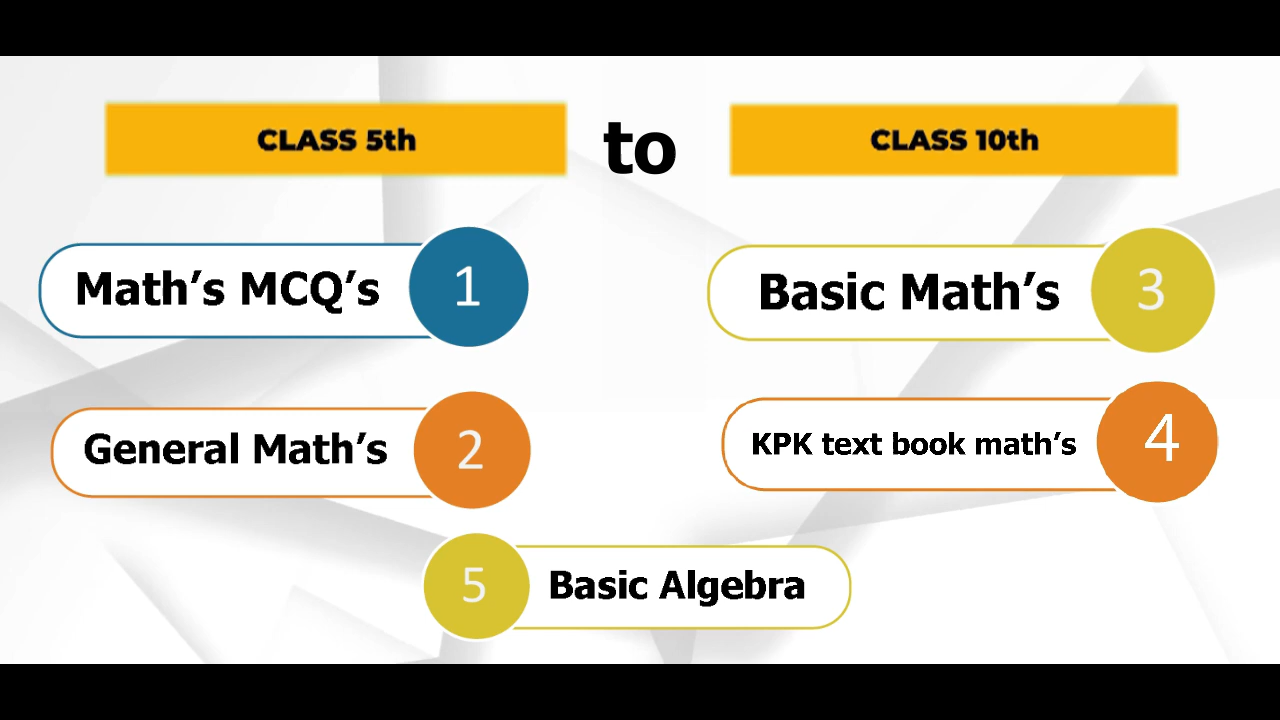 CLASS 5th to CLASS 10th
Math’s MCQ’s 1
Basic Math’s 3
General Math’s 2
KPK text book math’s 4
5 Basic Algebra